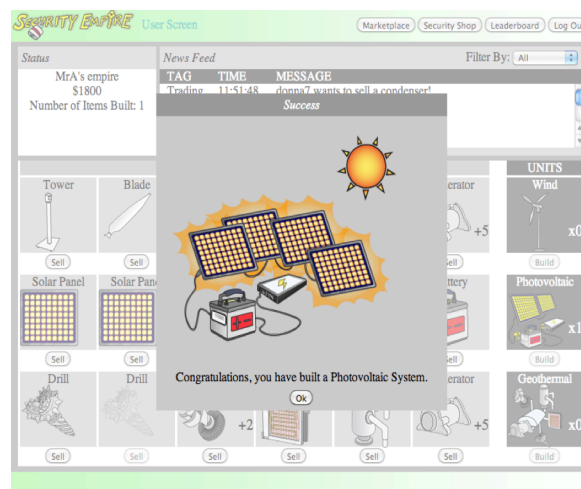 SECURITY EMPIRE User Screen
Marketplace Security Shop Leaderboard Log Ou
Status
MrA's empire
$1800
Number of Items Built: 1
News Feed
Filter By: All
TAG TIME MESSAGE
Trading 11:51:48 donna7 wants to sell a condenser!
Success
UNITS
Tower Blade erator Wind
+5 x0
Sell Sell Sell Build
Solar Panel Solar Pan ttery Photovoltaic
x1
Sell Sell Sell Build
Congratulations, you have built a Photovoltaic System.
Ok
Drill Drill erator Geothermal
+2 +5 x0
Sell Sell Sell Sell Sell Sell Build